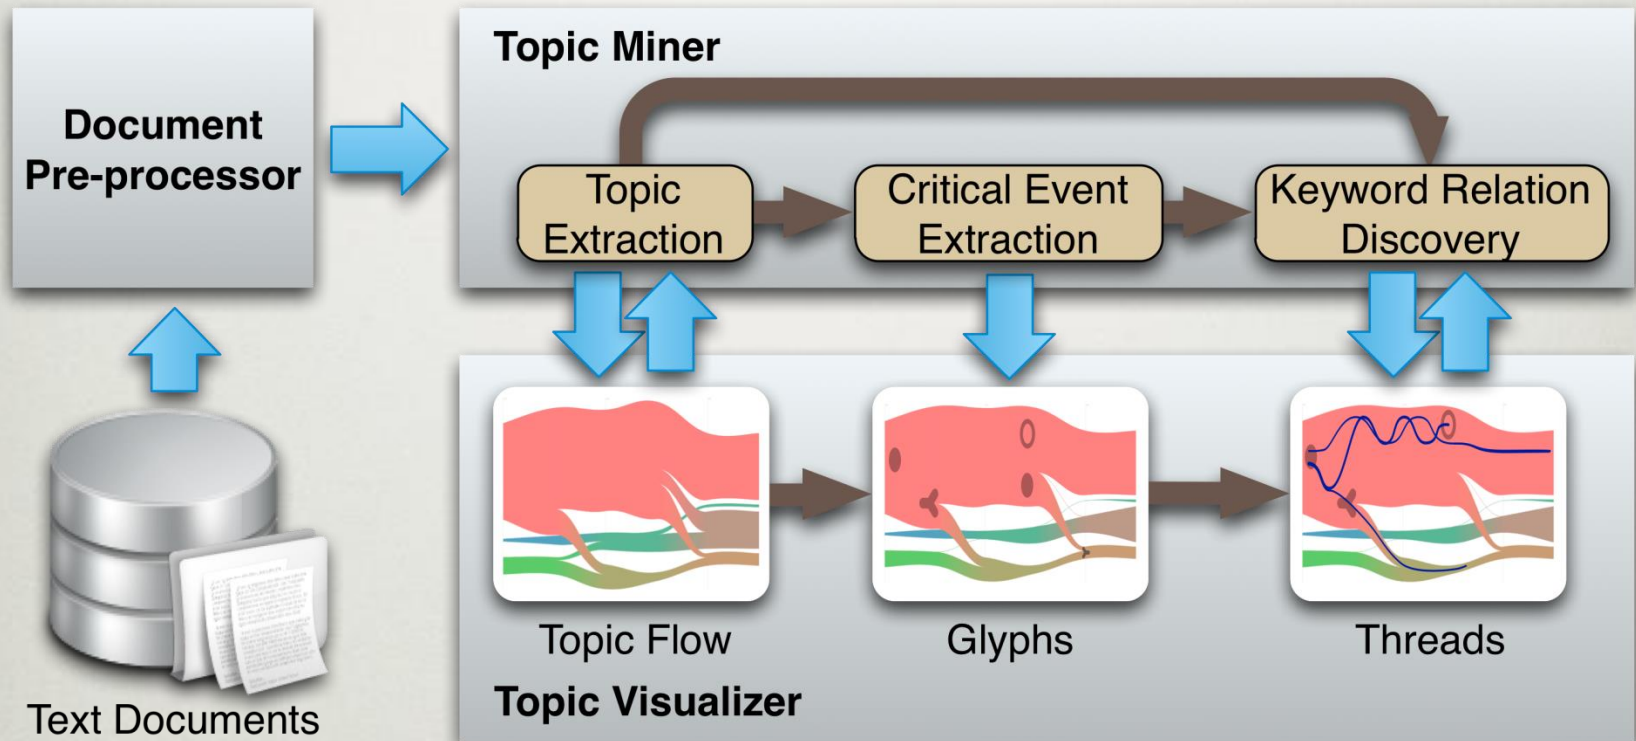 Topic Miner
Document
Pre-processor
Topic
Extraction
Critical Event
Extraction
Keyword Relation
Discovery
Topic Flow
Glyphs
Threads
Topic Visualizer
Text Documents